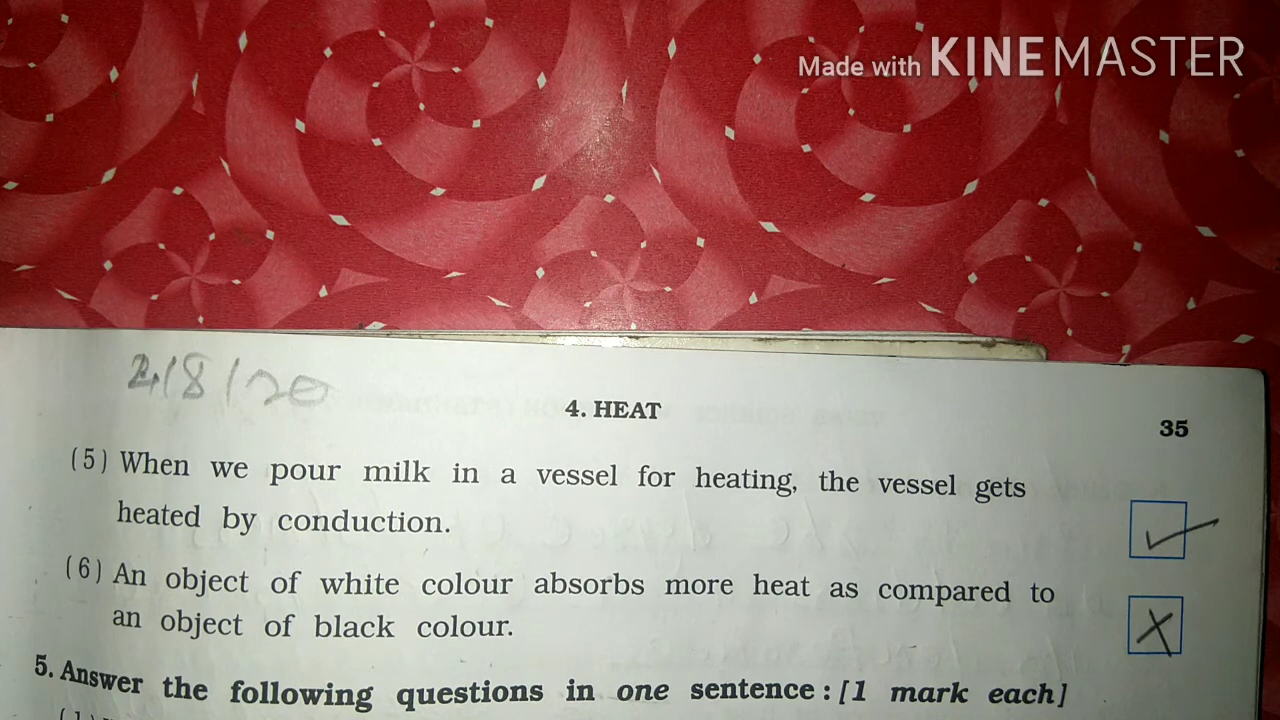 Made with KINEMASTER
2/8/20
4. HEAT
35
(5) When we pour milk in a vessel for heating, the vessel gets
heated by conduction.
(6) An object of white colour absorbs more heat as compared to
an object of black colour.
5. Answer the following questions in one sentence : [1 mark each]
(1)